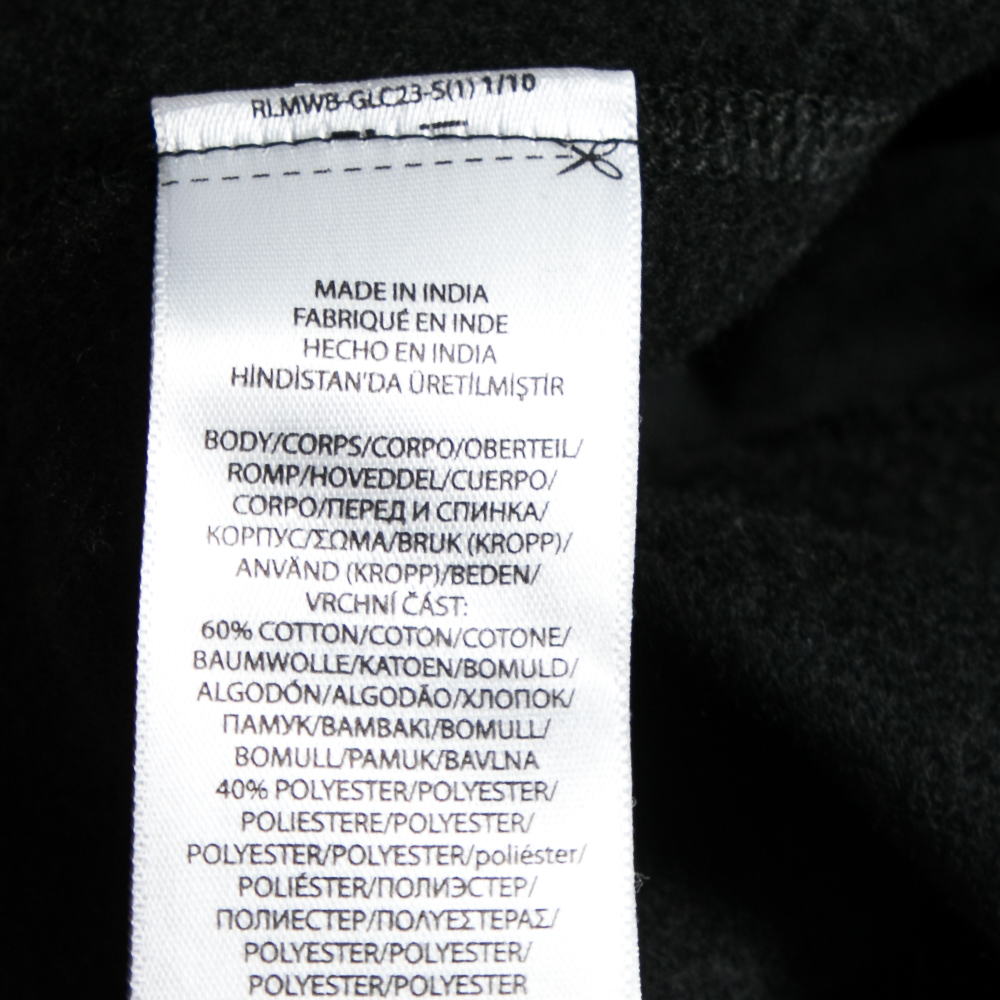 RLMWB-GLC23-S(1) 1/10
MADE IN INDIA
FABRIQUÉ EN INDE
HECHO EN INDIA
HİNDİSTAN'DA ÜRETİLMİŞTİR
BODY/CORPS/CORPO/OBERTEIL/
ROMP/HOVEDDEL/CUERPO/
CORPO/ПЕРЕД И СПИНКА/
КОРПУС/ΣΩΜΑ/BRUK (KROPP)/
ANVÄND (KROPP)/BEDEN/
VRCHNÍ ČÁST:
60% COTTON/COTON/COTONE/
BAUMWOLLE/KATOEN/BOMULD/
ALGODÓN/ALGODÃO/ХЛОПОК/
ПАМУК/ΒΑΜΒΑΚΙ/BOMULL/
BOMULL/PAMUK/BAVLNA
40% POLYESTER/POLYESTER/
POLIESTERE/POLYESTER/
POLYESTER/POLYESTER/poliéster/
POLIÉSTER/ПОЛИЭСТЕР/
ПОЛИЕСТЕР/ΠΟΛΥΕΣΤΕΡΑΣ/
POLYESTER/POLYESTER/
POLYESTER/POLYESTER